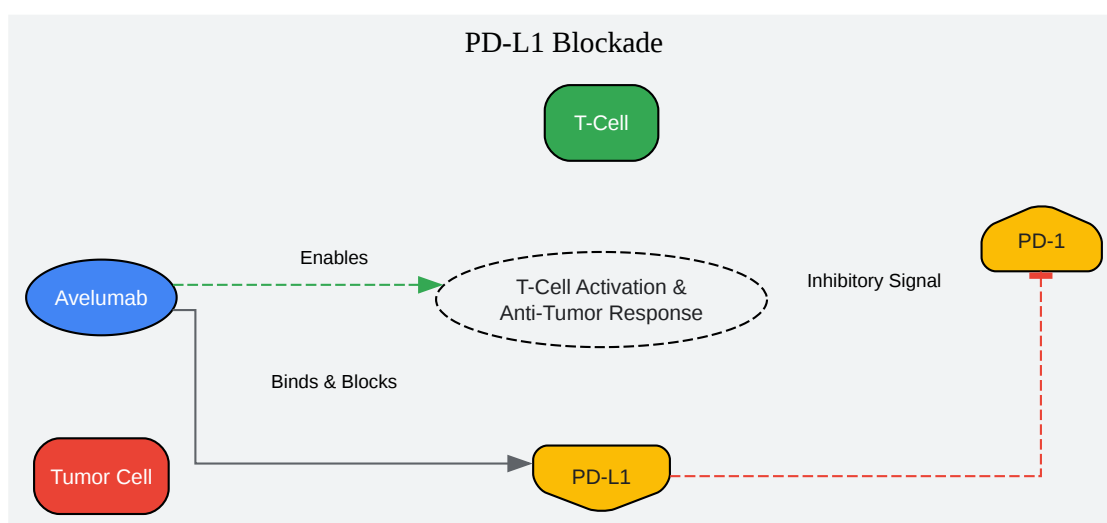 PD-L1 Blockade
T-Cell
PD-1
Enables
Inhibitory Signal
Avelumab
T-Cell Activation &
Anti-Tumor Response
Binds & Blocks
Tumor Cell
PD-L1